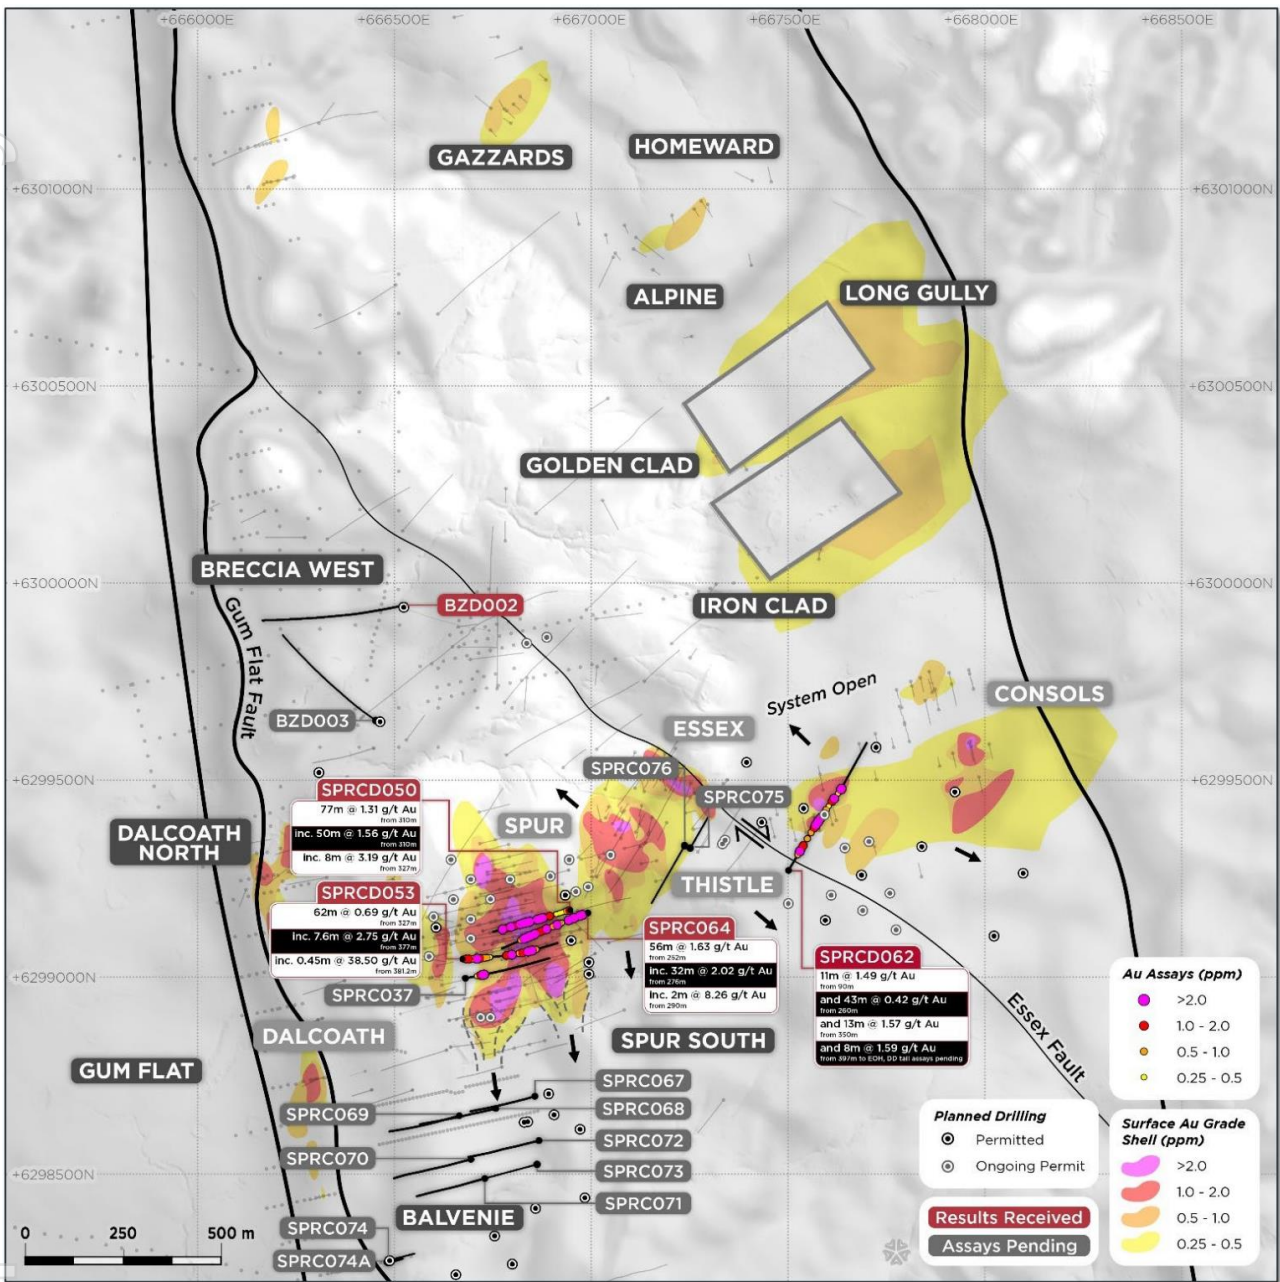 +6660000E +6665000E +6670000E +6675000E +6680000E +6685000E
HOMEWARD
GAZZARDS
+6301000N +6301000N
ALPINE
LONG GULLY
+6300500N +6300500N
GOLDEN CLAD
BRECCIA WEST
+6300000N +6300000N
IRON CLAD
BZD002
Gum Flat Fault
System Open
CONSOLS
BZD003
ESSEX
SPRC076
+6299500N +6299500N
SPRCD050
77m @ 1.31 g/t Au
from 310m
inc. 50m @ 1.56 g/t Au
from 310m
inc. 8m @ 3.19 g/t Au
from 327m
SPRC075
SPUR
DALCOATH
NORTH
THISTLE
SPRCD053
62m @ 0.69 g/t Au
from 327m
inc. 7.6m @ 2.75 g/t Au
from 377m
inc. 0.45m @ 38.50 g/t Au
from 381.2m
SPRC064
56m @ 1.63 g/t Au
from 252m
inc. 32m @ 2.02 g/t Au
from 276m
inc. 2m @ 8.26 g/t Au
from 290m
SPRCD062
11m @ 1.49 g/t Au
from 90m
and 43m @ 0.42 g/t Au
from 260m
and 13m @ 1.57 g/t Au
from 350m
and 8m @ 1.59 g/t Au
from 397m to EOH, DD tail assays pending
+6299000N
SPRC037
DALCOATH
SPUR SOUTH
Essex Fault
GUM FLAT
SPRC067
SPRC069
SPRC068
SPRC072
SPRC070
SPRC073
+6298500N
SPRC071
BALVENIE
SPRC074
SPRC074A
0 250 500 m
Au Assays (ppm)
>2.0
1.0 - 2.0
0.5 - 1.0
0.25 - 0.5
Planned Drilling
Permitted
Ongoing Permit
Results Received
Assays Pending
Surface Au Grade
Shell (ppm)
>2.0
1.0 - 2.0
0.5 - 1.0
0.25 - 0.5